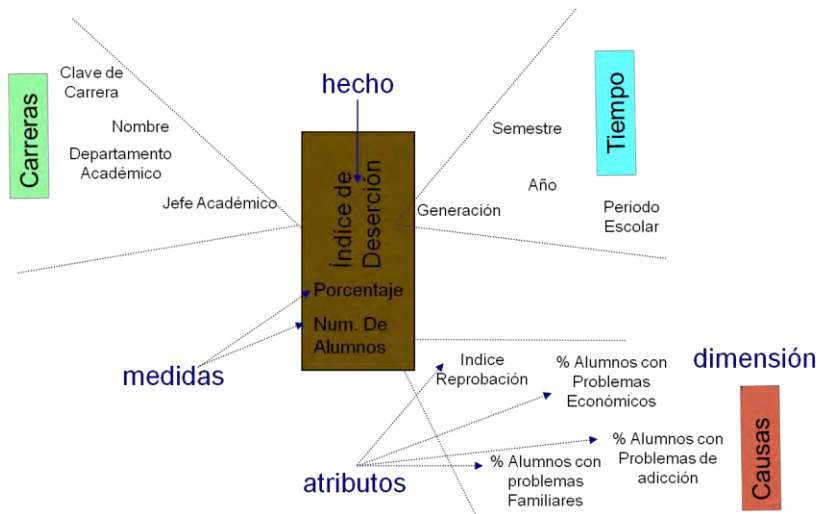 Carreras
Clave de
Carrera
Nombre
Departamento
Académico
Jefe Académico
hecho
Índice de
Deserción
Porcentaje
Num. De
Alumnos
medidas
Tiempo
Semestre
Año
Generación
Periodo
Escolar
dimensión
Causas
Indice
Reprobación
% Alumnos con
Problemas
Económicos
% Alumnos con
Problemas de
adicción
% Alumnos con
problemas
Familiares
atributos